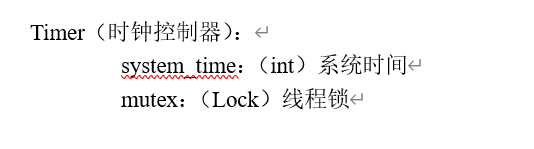 Timer（时钟控制器）：
system_time：（int）系统时间
mutex：（Lock）线程锁